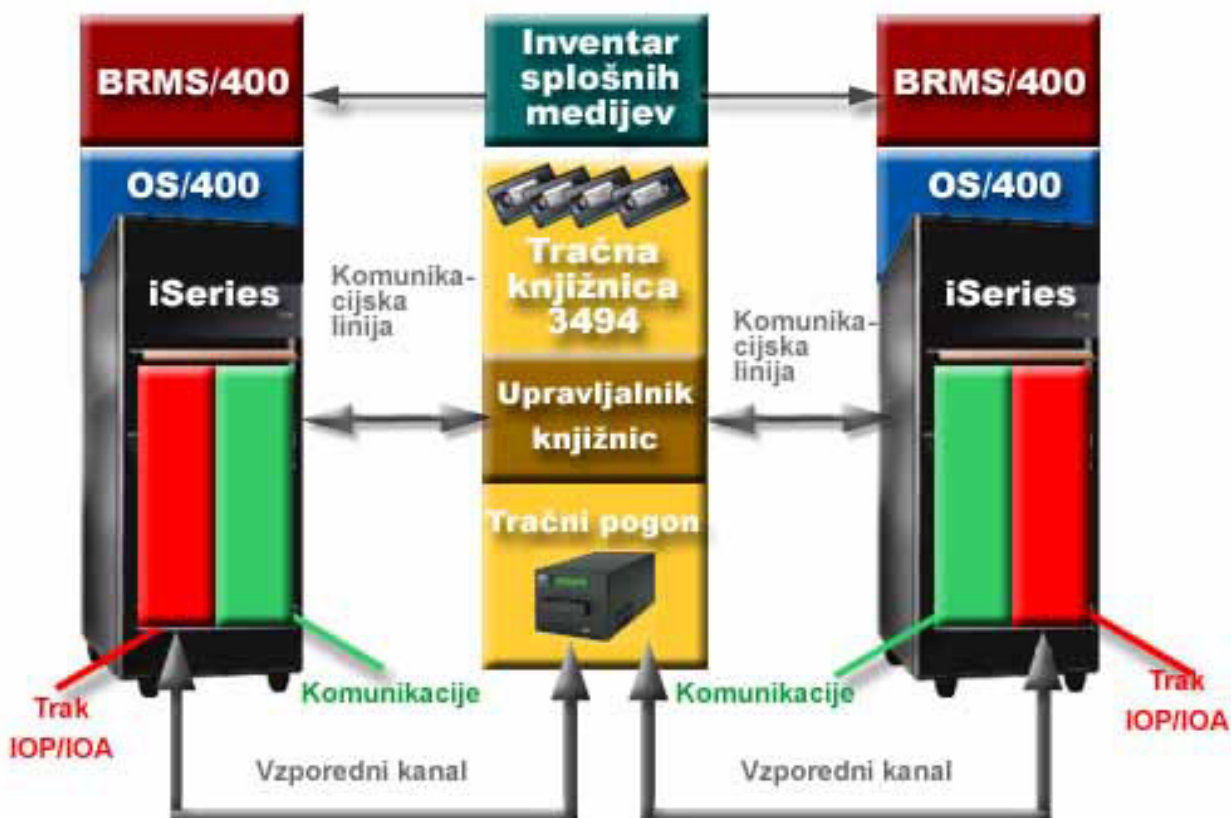 BRMS/400
OS/400
iSeries
Komunika-
cijska
linija
Inventar
splošnih
medijev
Tračna
knjižnica
3494
Upravljalnik
knjižnic
Tračni pogon
Komunika-
cijska
linija
BRMS/400
OS/400
iSeries
Trak
IOP/IOA
Komunikacije
Komunikacije
Trak
IOP/IOA
Vzporedni kanal
Vzporedni kanal